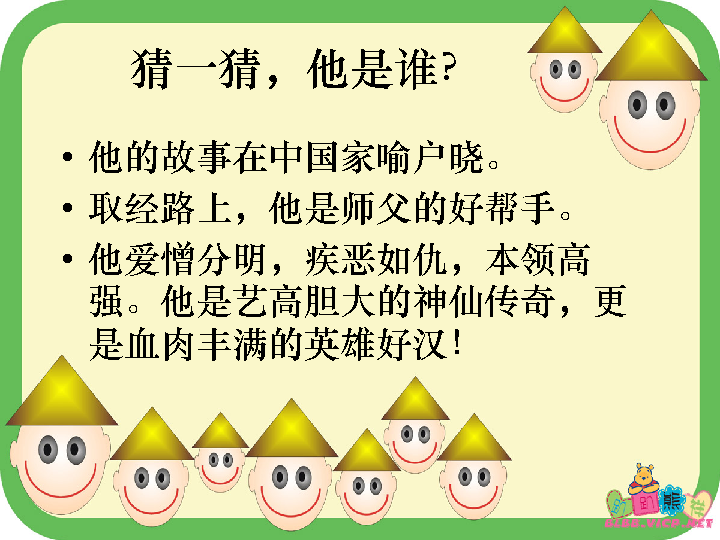 猜一猜，他是谁?
• 他的故事在中国家喻户晓。
• 取经路上，他是师父的好帮手。
• 他爱憎分明，疾恶如仇，本领高
强。他是艺高胆大的神仙传奇，更
是血肉丰满的英雄好汉！